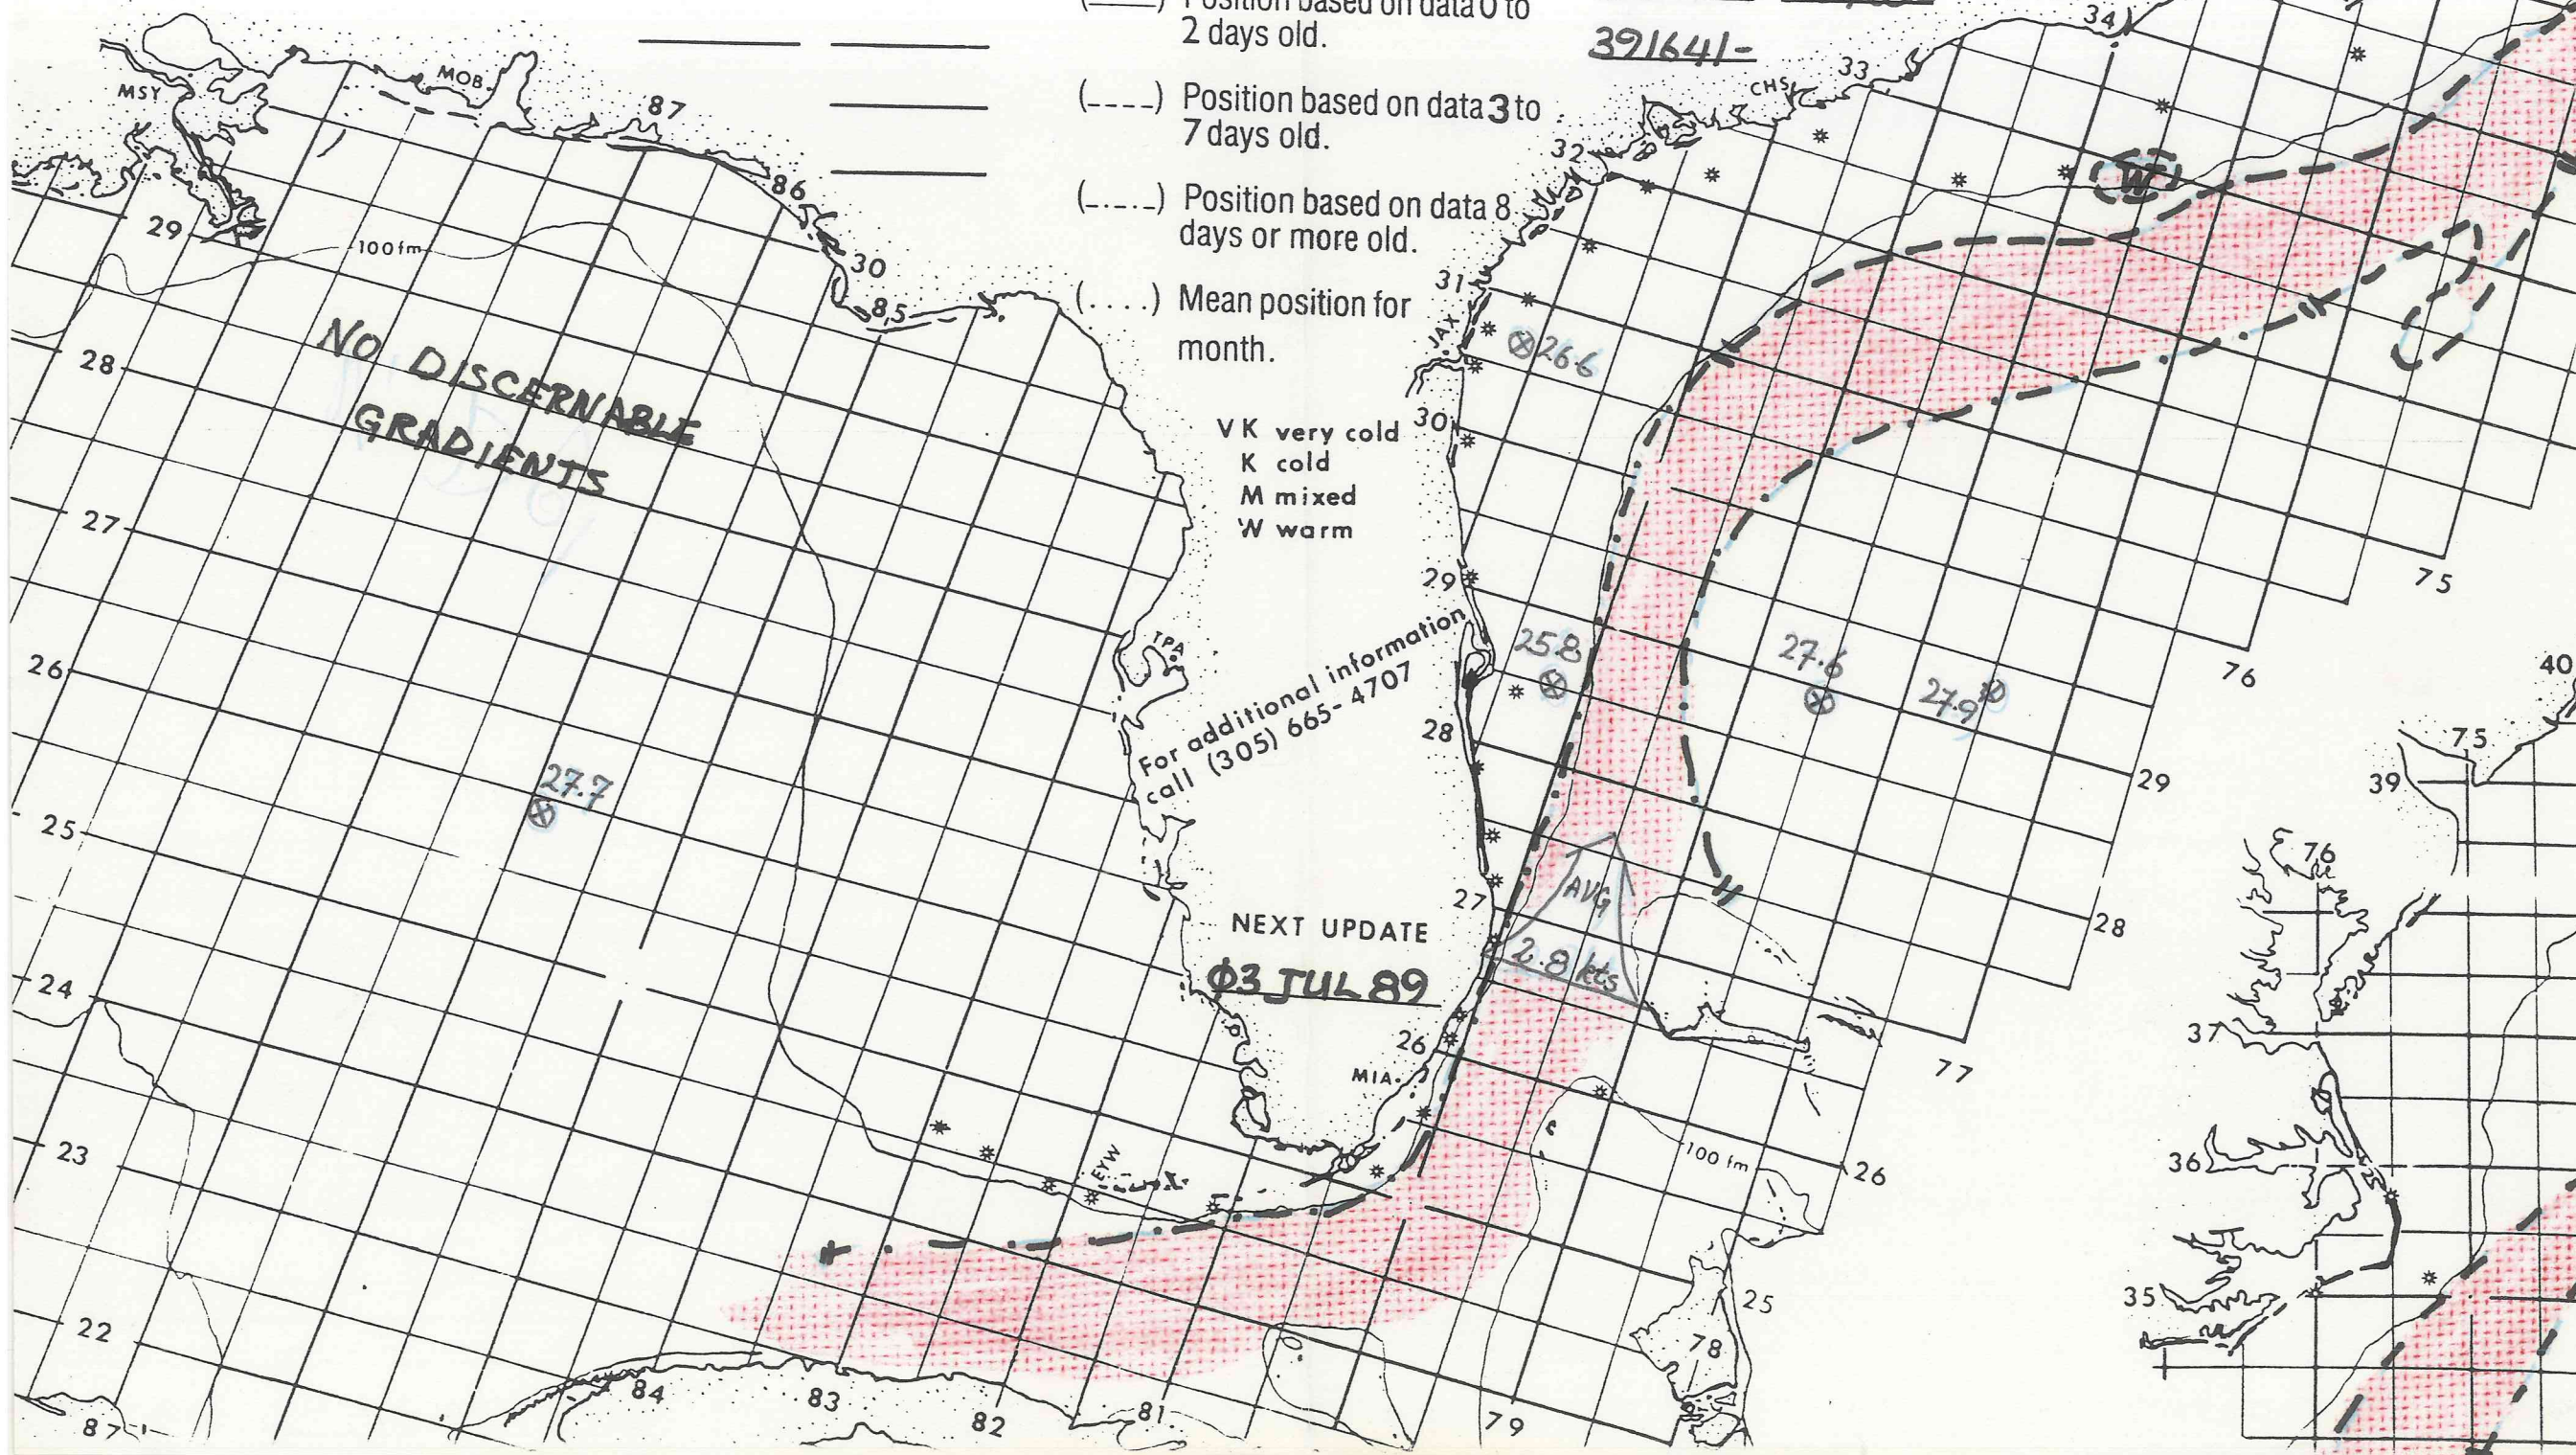 (____) Position based on data 0 to
2 days old.
(____) Position based on data 3 to
7 days old.
(_._._) Position based on data 8
days or more old.
(....) Mean position for
month.
391641-
VK very cold
K cold
M mixed
W warm
For additional information
call (305) 665-4707
NEXT UPDATE
Φ3 JUL 89
NO DISCERNABLE
GRADIENTS
MSY
MOB
87
86
30
85
29
100fm
28
27
26
25
24
23
22
87
84
83
82
81
79
27.7
TPA
EYW
MIA
JAX
CHS
34
33
32
31
30
29
28
27
26
W
26.6
25.8
27.6
27.9
AVG
2.8 kts
100 fm
75
76
29
28
77
26
25
78
40
75
39
76
37
36
35